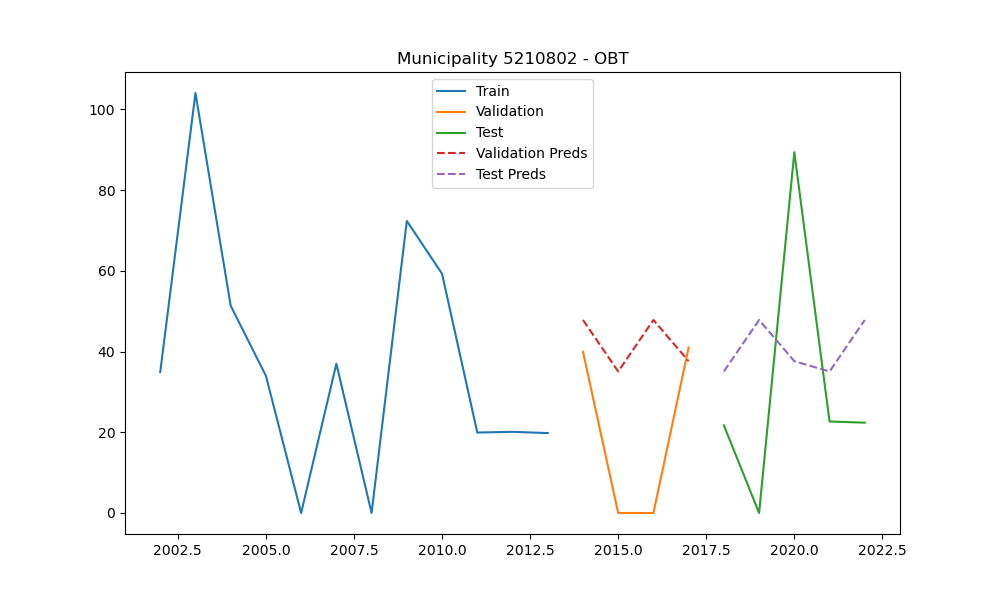 Municipality 5210802 - OBT
Train
Validation
Test
Validation Preds
Test Preds
100
80
60
40
20
0
2002.5 2005.0 2007.5 2010.0 2012.5 2015.0 2017.5 2020.0 2022.5